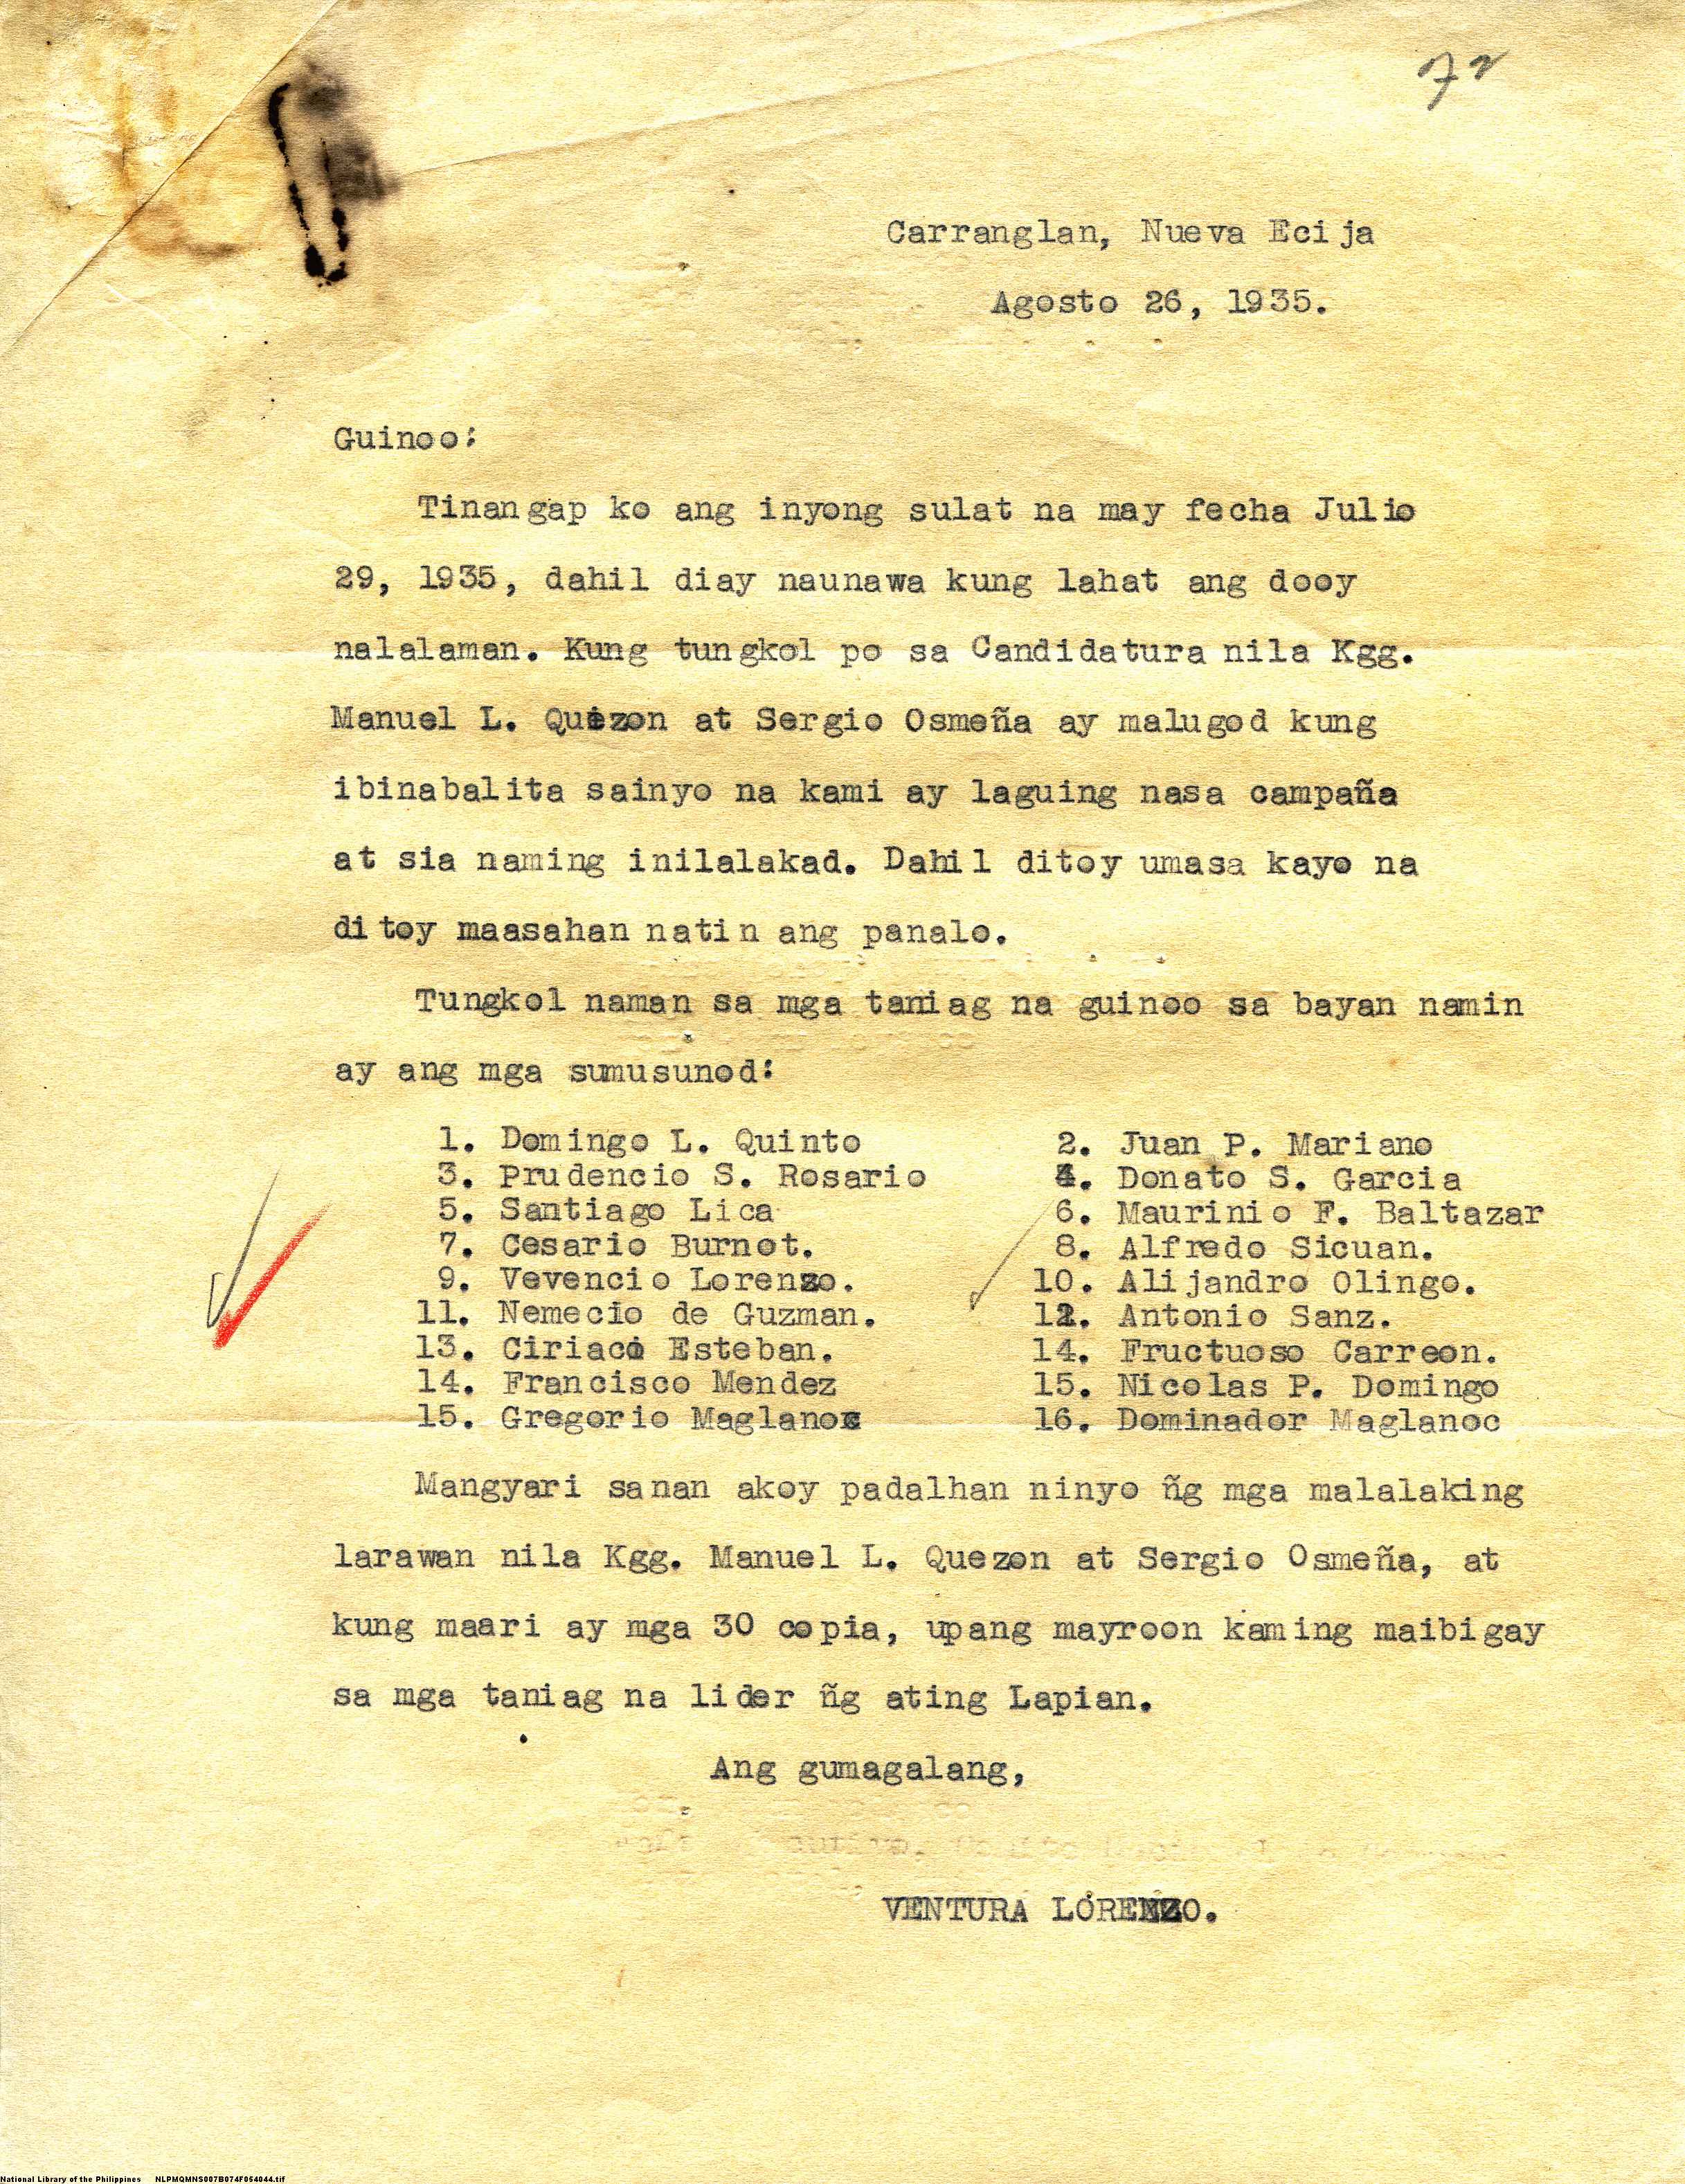 72
Carranglan, Nueva Ecija
Agosto 26, 1935.
Guinoo:
Tinangap ko ang inyong sulat na may fecha Julio
29, 1935, dahil diay naunawa kung lahat ang dooy
nalalaman. Kung tungkol po sa Candidatura nila Kgg.
Manuel L. Quezon at Sergio Osmeña ay malugod kung
ibinabalita sainyo na kami ay laguing nasa campaña
at sia naming inilalakad. Dahil ditoy umasa kayo na
ditoy maasahan natin ang panalo.
Tungkol naman sa mga taniag na guinoo sa bayan namin
ay ang mga sumusunod:
1. Domingo L. Quinto 2. Juan P. Mariano
3. Prudencio S. Rosario 4. Donato S. Garcia
5. Santiago Lica 6. Maurinio F. Baltazar
7. Cesario Burnot. 8. Alfredo Sicuan.
9. Vevencio Lorenzo. 10. Alijandro Olingo.
11. Nemecio de Guzman. 12. Antonio Sanz.
13. Ciriaco Esteban. 14. Fructuoso Carreon.
14. Francisco Mendez 15. Nicolas P. Domingo
15. Gregorio Maglanoc 16. Dominador Maglanoc
Mangyari sanan akoy padalhan ninyo ñg mga malalaking
larawan nila Kgg. Manuel L. Quezon at Sergio Osmeña, at
kung maari ay mga 30 copia, upang mayroon kaming maibigay
sa mga taniag na lider ñg ating Lapian.
Ang gumagalang,
VENTURA LORENZO.
National Library of the Philippines NLPMQMNS007B074F054044.tif